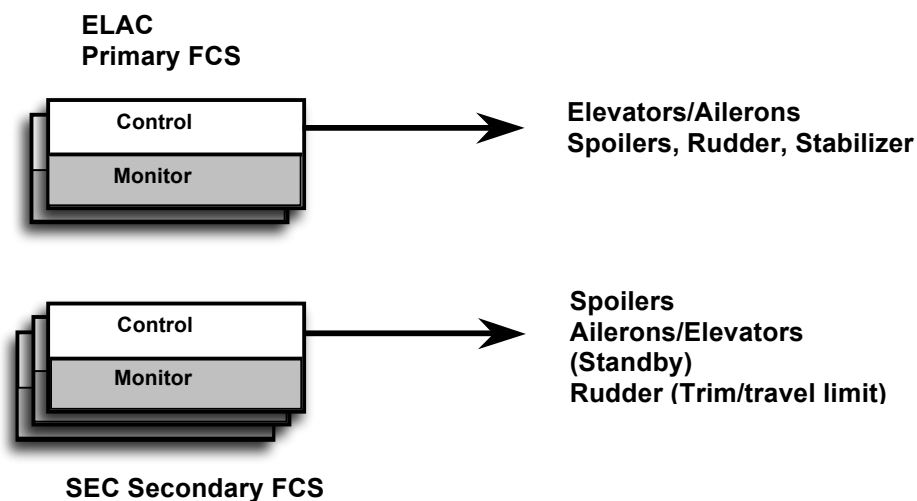 ELAC
Primary FCS
Control
Monitor
Elevators/Ailerons
Spoilers, Rudder, Stabilizer
Control
Monitor
Spoilers
Ailerons/Elevators
(Standby)
Rudder (Trim/travel limit)
SEC Secondary FCS